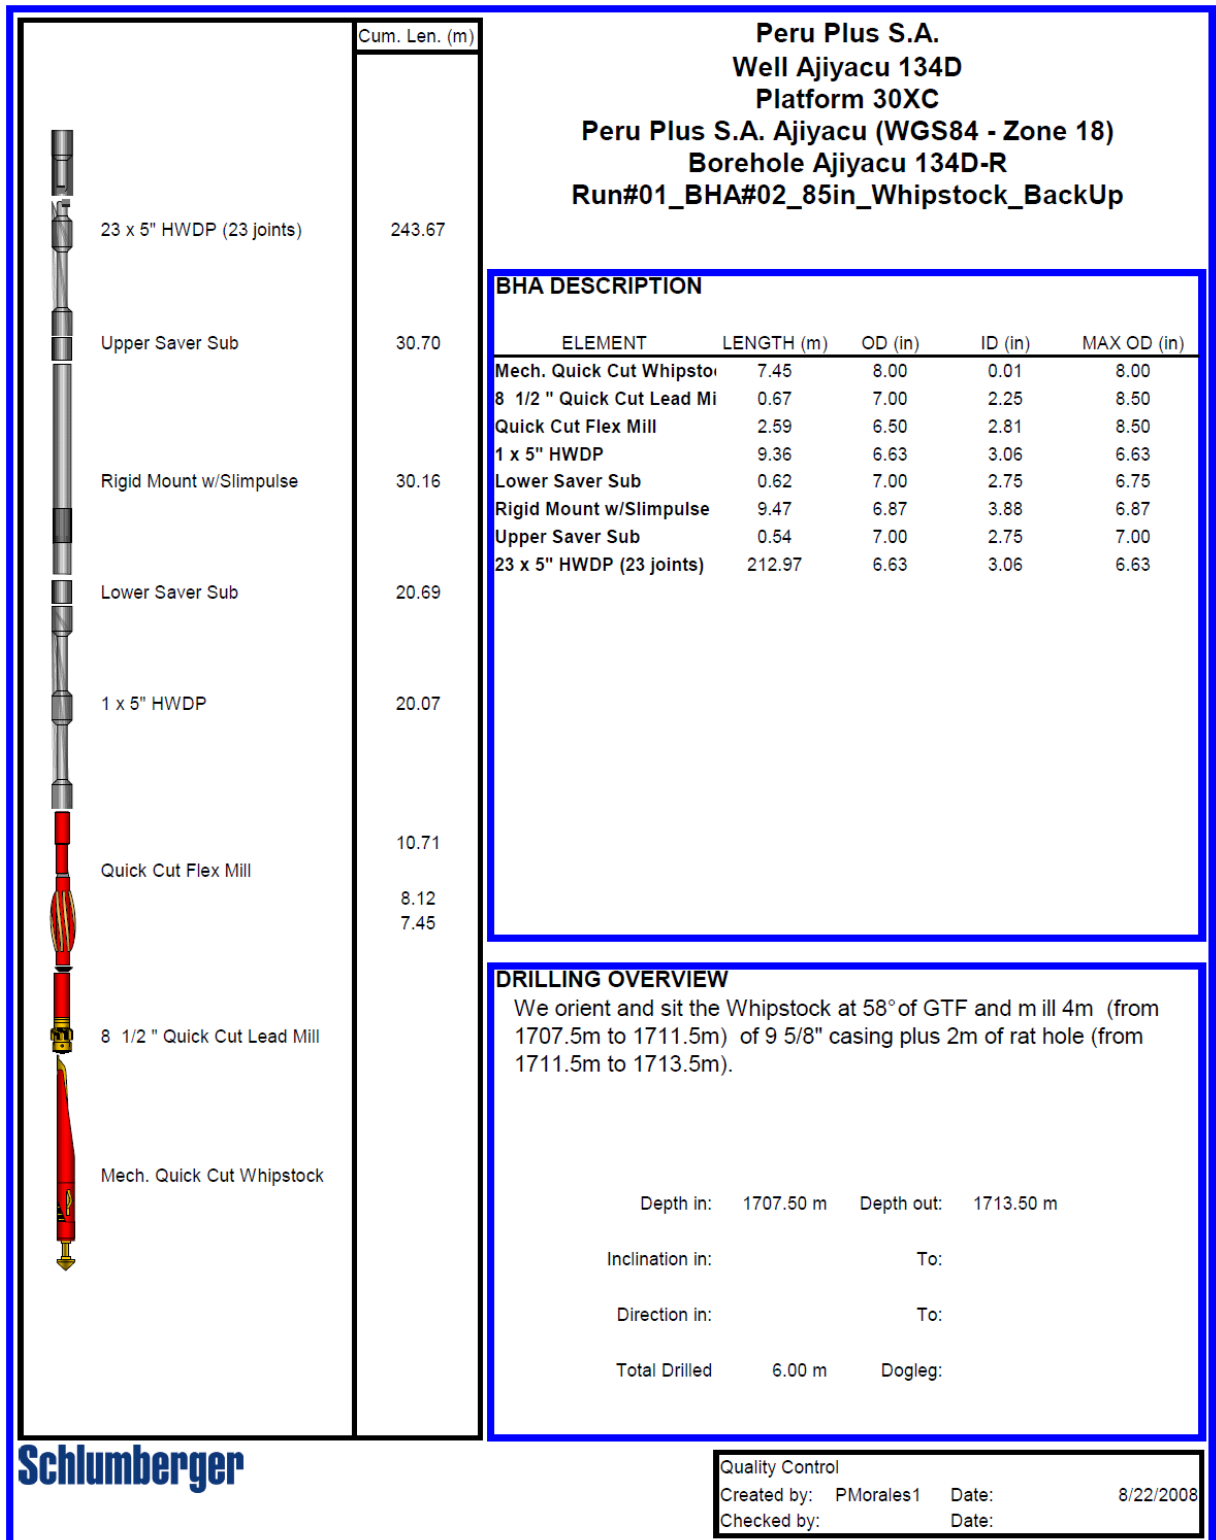 Cum. Len. (m)
23 x 5" HWDP (23 joints) 243.67
Upper Saver Sub 30.70
Rigid Mount w/Slimpulse 30.16
Lower Saver Sub 20.69
1 x 5" HWDP 20.07
10.71
Quick Cut Flex Mill
8.12
7.45
8 1/2 " Quick Cut Lead Mill
Mech. Quick Cut Whipstock
Peru Plus S.A.
Well Ajiyacu 134D
Platform 30XC
Peru Plus S.A. Ajiyacu (WGS84 - Zone 18)
Borehole Ajiyacu 134D-R
Run#01_BHA#02_85in_Whipstock_BackUp
BHA DESCRIPTION
ELEMENT LENGTH (m) OD (in) ID (in) MAX OD (in)
Mech. Quick Cut Whipsto 7.45 8.00 0.01 8.00
8 1/2 " Quick Cut Lead Mi 0.67 7.00 2.25 8.50
Quick Cut Flex Mill 2.59 6.50 2.81 8.50
1 x 5" HWDP 9.36 6.63 3.06 6.63
Lower Saver Sub 0.62 7.00 2.75 6.75
Rigid Mount w/Slimpulse 9.47 6.87 3.88 6.87
Upper Saver Sub 0.54 7.00 2.75 7.00
23 x 5" HWDP (23 joints) 212.97 6.63 3.06 6.63
DRILLING OVERVIEW
We orient and sit the Whipstock at 58° of GTF and m ill 4m (from
1707.5m to 1711.5m) of 9 5/8" casing plus 2m of rat hole (from
1711.5m to 1713.5m).
Depth in: 1707.50 m Depth out: 1713.50 m
Inclination in: To:
Direction in: To:
Total Drilled 6.00 m Dogleg:
Schlumberger
Quality Control
Created by: PMorales1 Date: 8/22/2008
Checked by: Date: